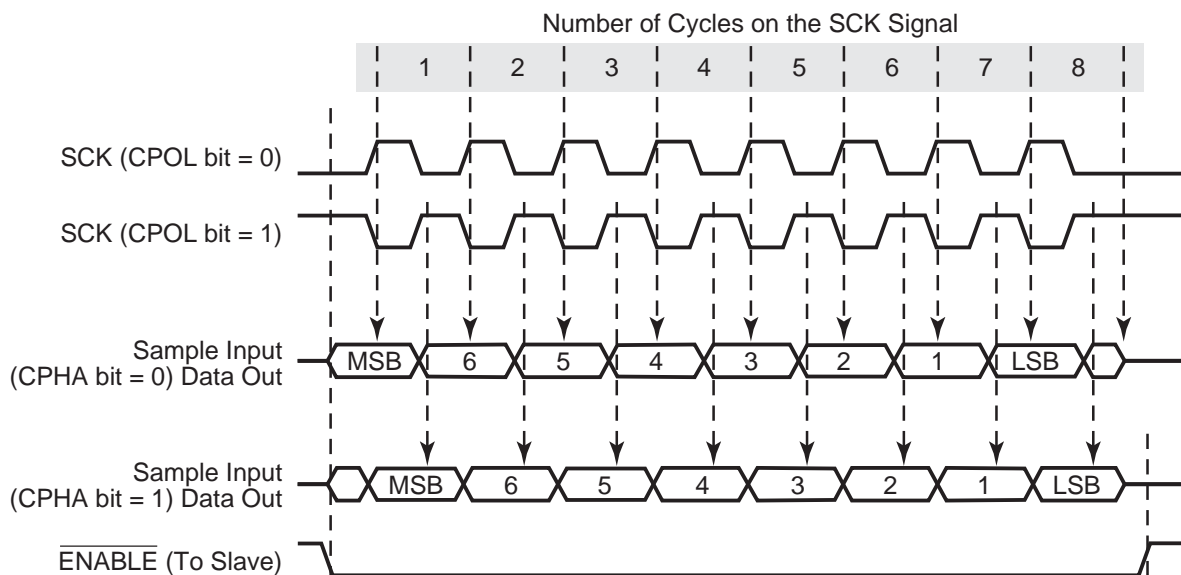 Number of Cycles on the SCK Signal
1 2 3 4 5 6 7 8
SCK (CPOL bit = 0)
SCK (CPOL bit = 1)
Sample Input
(CPHA bit = 0) Data Out
MSB 6 5 4 3 2 1 LSB
Sample Input
(CPHA bit = 1) Data Out
MSB 6 5 4 3 2 1 LSB
ENABLE (To Slave)